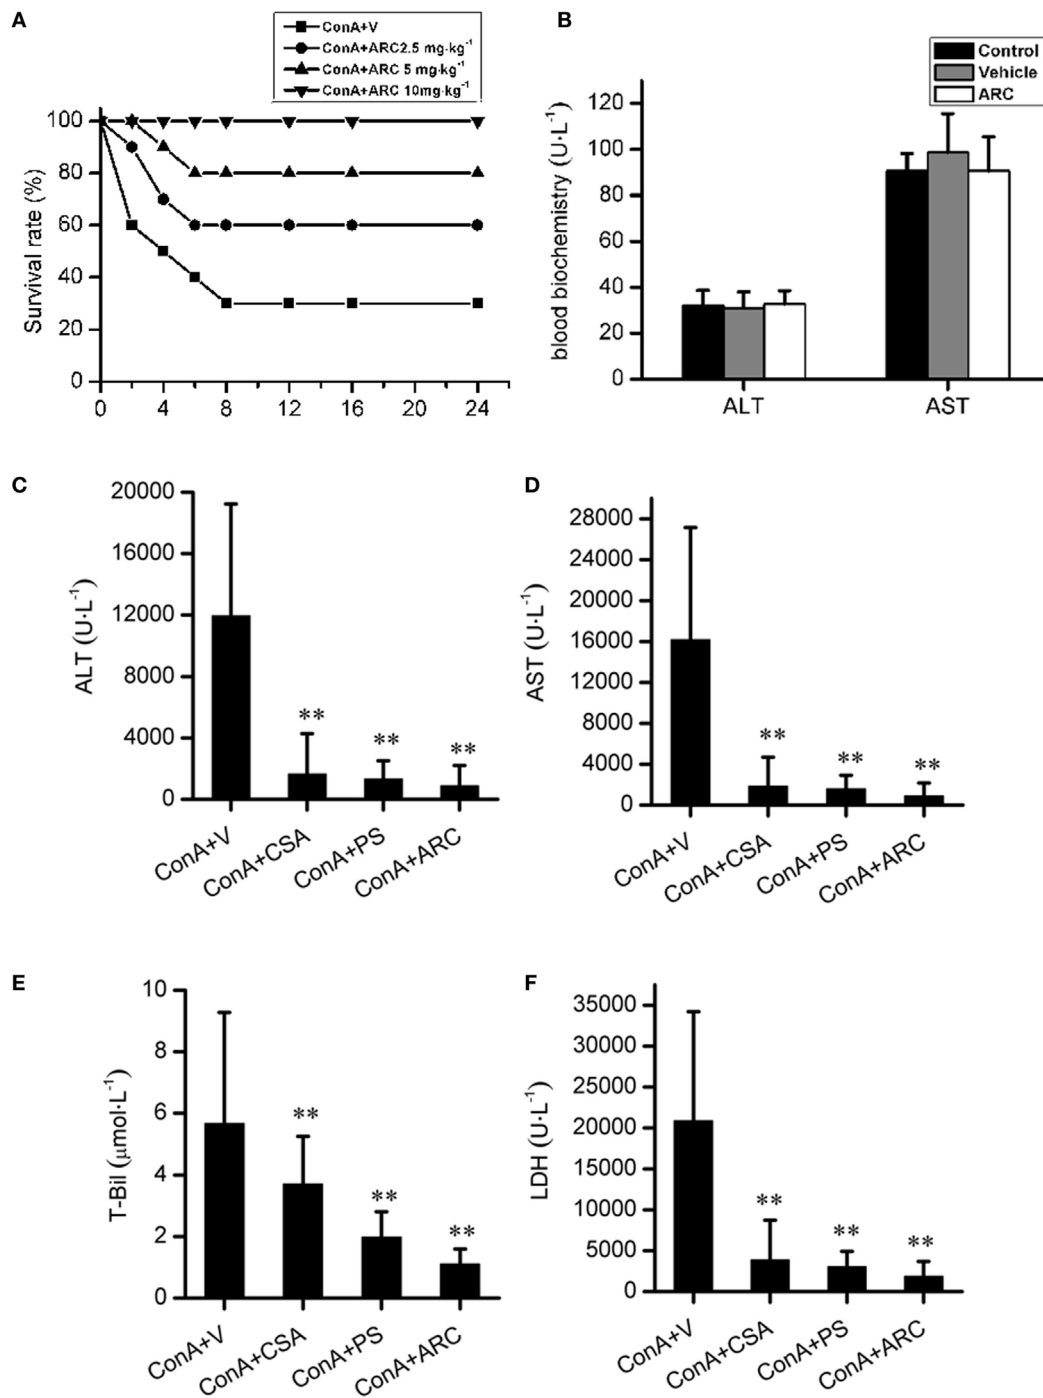 A
ConA+V
ConA+ARC2.5 mg·kg⁻¹
ConA+ARC 5 mg·kg⁻¹
ConA+ARC 10mg·kg⁻¹
Survival rate (%)
100
80
60
40
20
0
0 4 8 12 16 20 24
B
Control
Vehicle
ARC
blood biochemistry (U·L⁻¹)
120
100
80
60
40
20
0
ALT AST
C
ALT (U·L⁻¹)
20000
16000
12000
8000
4000
0
** ** **
ConA+V ConA+CSA ConA+PS ConA+ARC
D
AST (U·L⁻¹)
28000
24000
20000
16000
12000
8000
4000
0
** ** **
ConA+V ConA+CSA ConA+PS ConA+ARC
E
T-Bil (μmol·L⁻¹)
10
8
6
4
2
0
** ** **
ConA+V ConA+CSA ConA+PS ConA+ARC
F
LDH (U·L⁻¹)
35000
30000
25000
20000
15000
10000
5000
0
** ** **
ConA+V ConA+CSA ConA+PS ConA+ARC